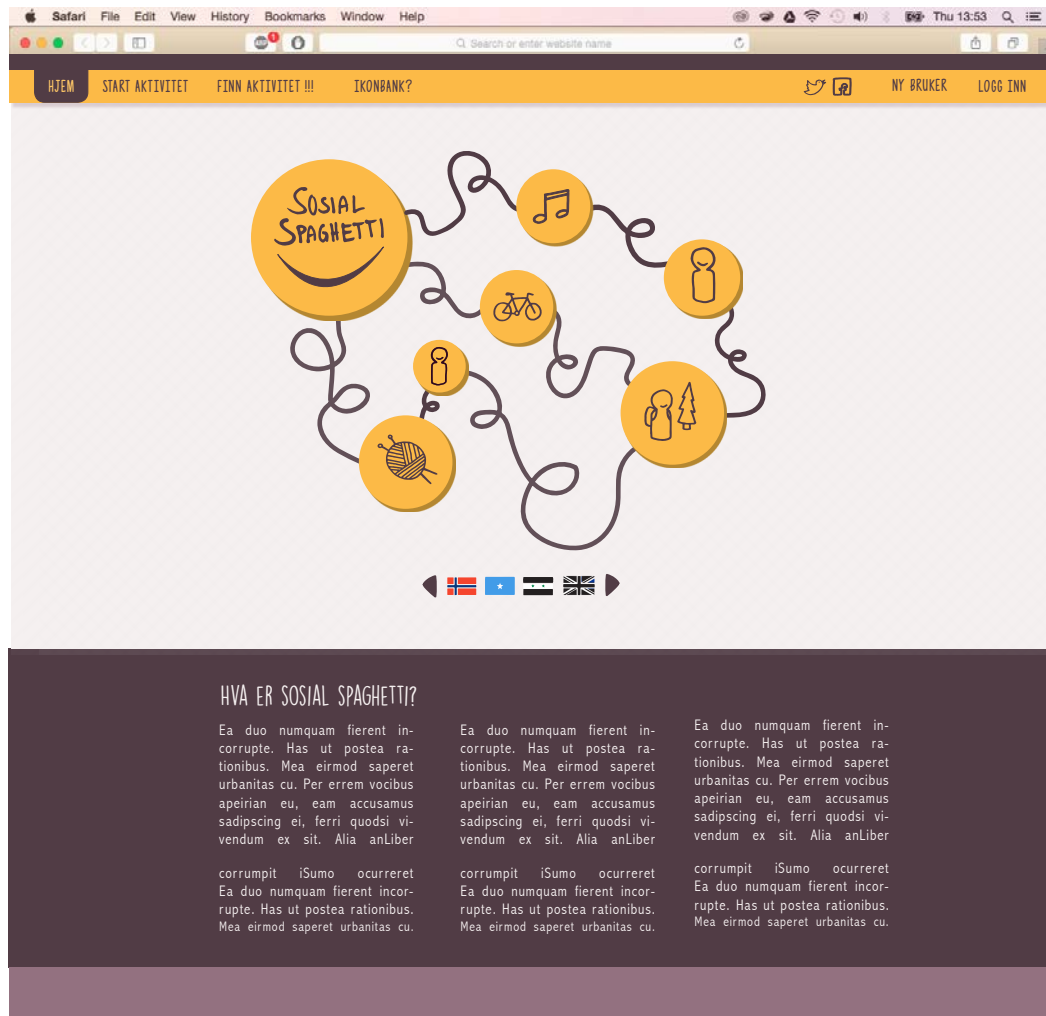 Safari File Edit View History Bookmarks Window Help Thu 13:53
1
ABP
Search or enter website name
HJEM START AKTIVITET FINN AKTIVITET !!! IKONBANK? NY BRUKER LOGG INN
SOSIAL
SPAGHETTI
HVA ER SOSIAL SPAGHETTI?
Ea duo numquam fierent in-
corrupte. Has ut postea ra-
tionibus. Mea eirmod saperet
urbanitas cu. Per errem vocibus
apeirian eu, eam accusamus
sadipscing ei, ferri quodsi vi-
vendum ex sit. Alia anLiber
corrumpit iSumo ocurreret
Ea duo numquam fierent incor-
rupte. Has ut postea rationibus.
Mea eirmod saperet urbanitas cu.
Ea duo numquam fierent in-
corrupte. Has ut postea ra-
tionibus. Mea eirmod saperet
urbanitas cu. Per errem vocibus
apeirian eu, eam accusamus
sadipscing ei, ferri quodsi vi-
vendum ex sit. Alia anLiber
corrumpit iSumo ocurreret
Ea duo numquam fierent incor-
rupte. Has ut postea rationibus.
Mea eirmod saperet urbanitas cu.
Ea duo numquam fierent in-
corrupte. Has ut postea ra-
tionibus. Mea eirmod saperet
urbanitas cu. Per errem vocibus
apeirian eu, eam accusamus
sadipscing ei, ferri quodsi vi-
vendum ex sit. Alia anLiber
corrumpit iSumo ocurreret
Ea duo numquam fierent incor-
rupte. Has ut postea rationibus.
Mea eirmod saperet urbanitas cu.